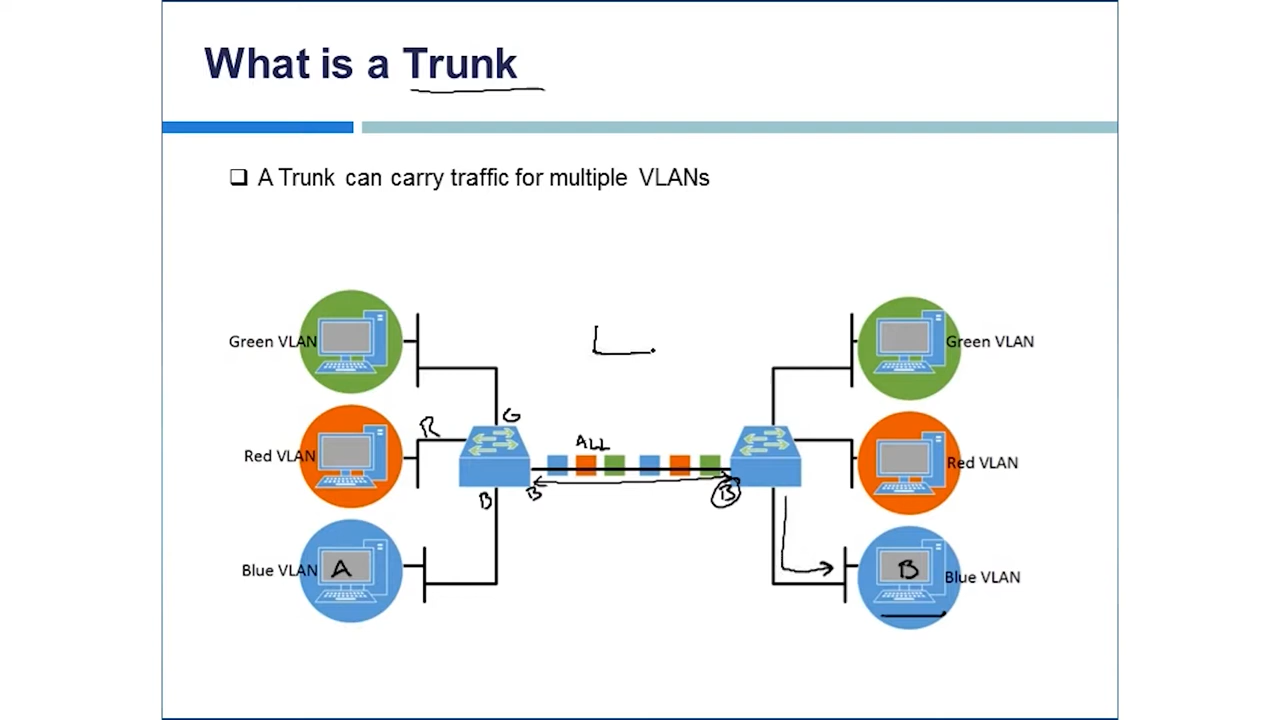 What is a Trunk
A Trunk can carry traffic for multiple VLANs
Green VLAN
Green VLAN
G
R
ALL
Red VLAN
Red VLAN
B
B
B
A
B
Blue VLAN
Blue VLAN